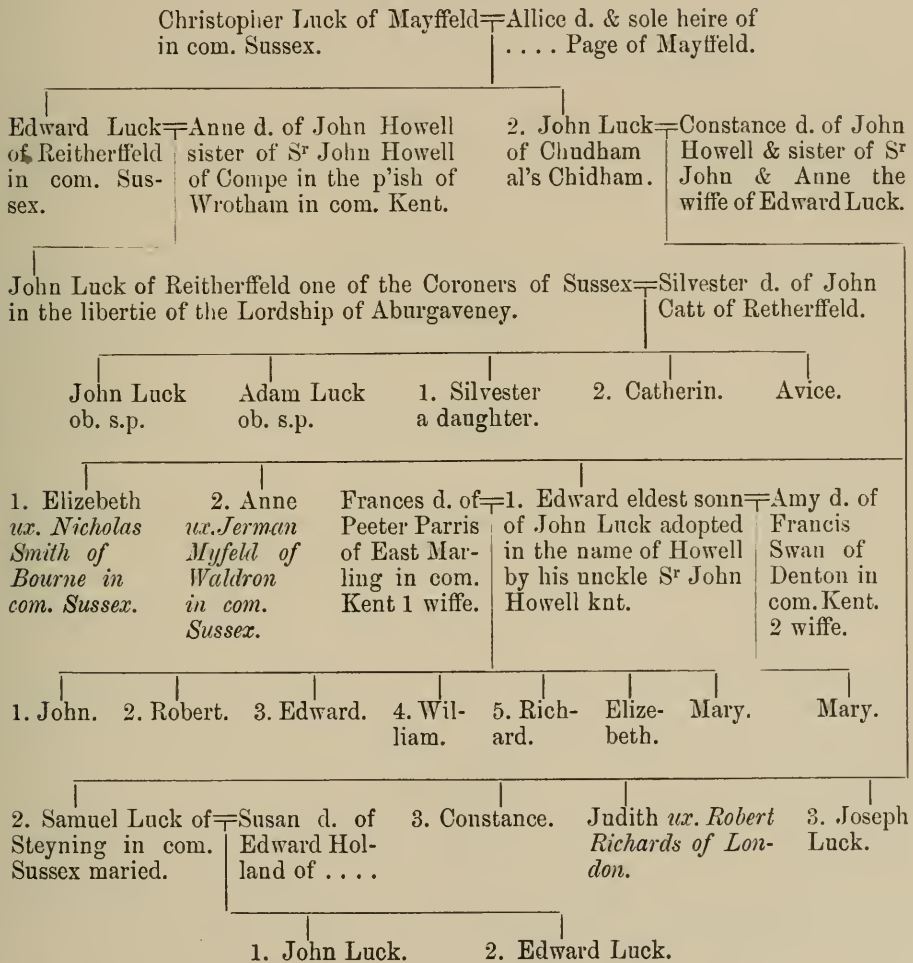 Christopher Luck of Mayffeld=Allice d. & sole heire of
in com. Sussex. . . . . Page of Mayffeld.
Edward Luck=Anne d. of John Howell 2. John Luck=Constance d. of John
of Reitherffeld sister of Sʳ John Howell of Chudham Howell & sister of Sʳ
in com. Sus- of Compe in the p'ish of al's Chidham. John & Anne the
sex. Wrotham in com. Kent. wiffe of Edward Luck.
John Luck of Reitherffeld one of the Coroners of Sussex=Silvester d. of John
in the libertie of the Lordship of Aburgaveney. Catt of Retherffeld.
John Luck Adam Luck 1. Silvester 2. Catherin. Avice.
ob. s.p. ob. s.p. a daughter.
1. Elizebeth 2. Anne Frances d. of=1. Edward eldest sonn=Amy d. of
ux. Nicholas ux. Jerman Peeter Parris of John Luck adopted Francis
Smith of Myfeld of of East Mar- in the name of Howell Swan of
Bourne in Waldron ling in com. by his unckle Sʳ John Denton in
com. Sussex. in com. Kent 1 wiffe. Howell knt. com. Kent.
Sussex. 2 wiffe.
1. John. 2. Robert. 3. Edward. 4. Wil- 5. Rich- Elize- Mary. Mary.
liam. ard. beth.
2. Samuel Luck of=Susan d. of 3. Constance. Judith ux. Robert 3. Joseph
Steyning in com. Edward Hol- Richards of Lon- Luck.
Sussex maried. land of . . . . don.
1. John Luck. 2. Edward Luck.